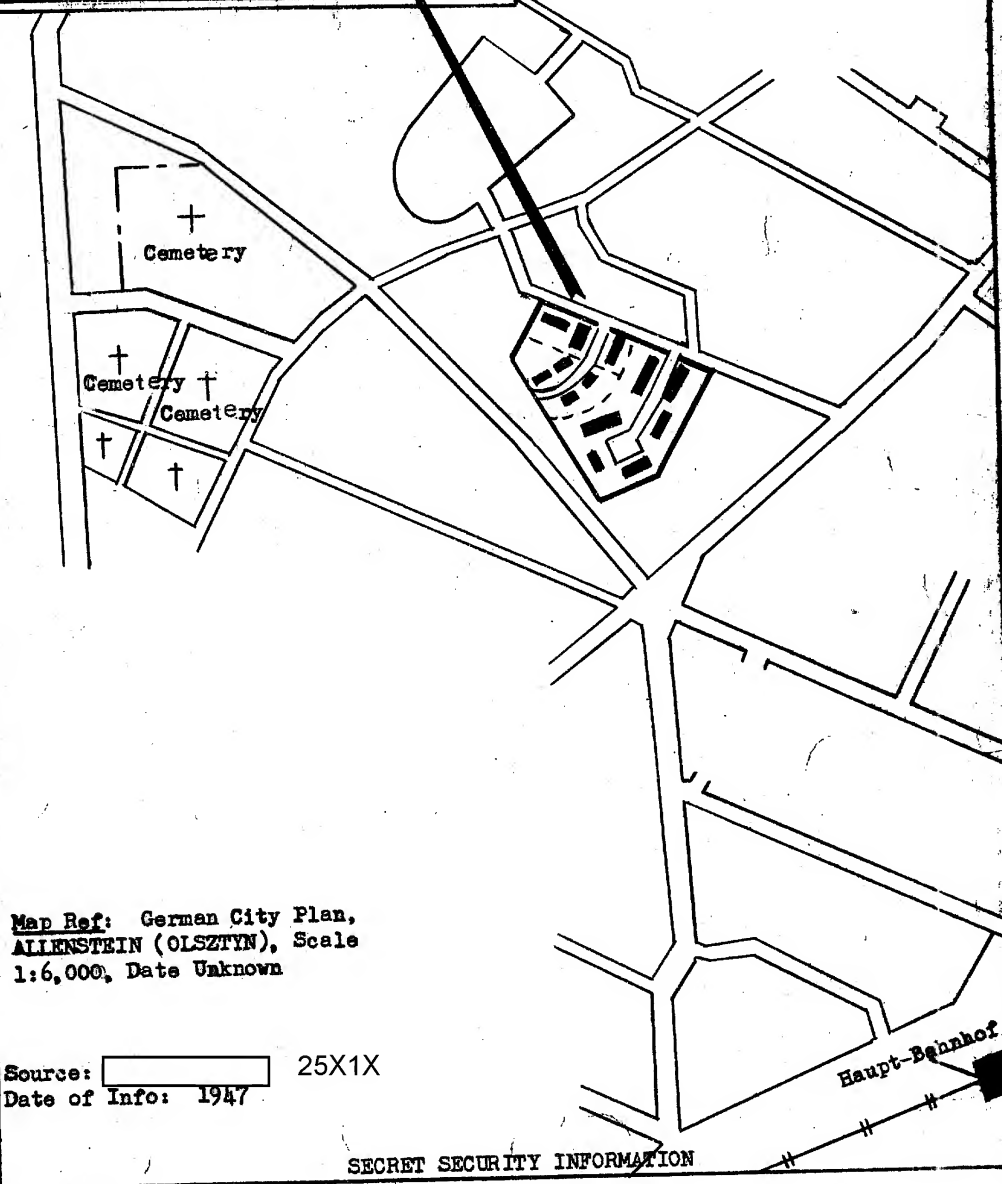 Cemetery
Cemetery
Cemetery
Map Ref: German City Plan,
ALLENSTEIN (OLSZTYN), Scale
1:6,000, Date Unknown
Source: 25X1X
Date of Info: 1947
Haupt-Bahnhof
SECRET SECURITY INFORMATION